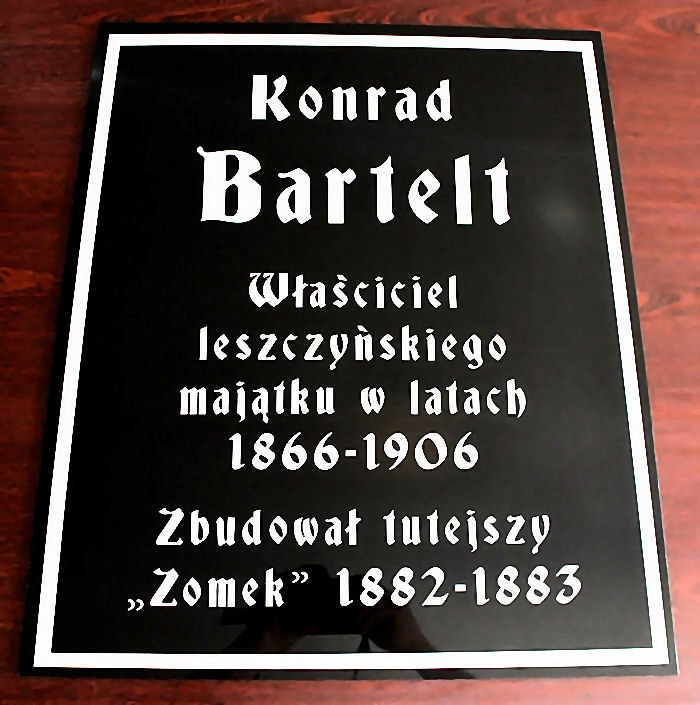 Konrad
Bartelt
Właściciel
leszczyńskiego
majątku w latach
1866-1906
Zbudował tutejszy
„Zomek” 1882-1883